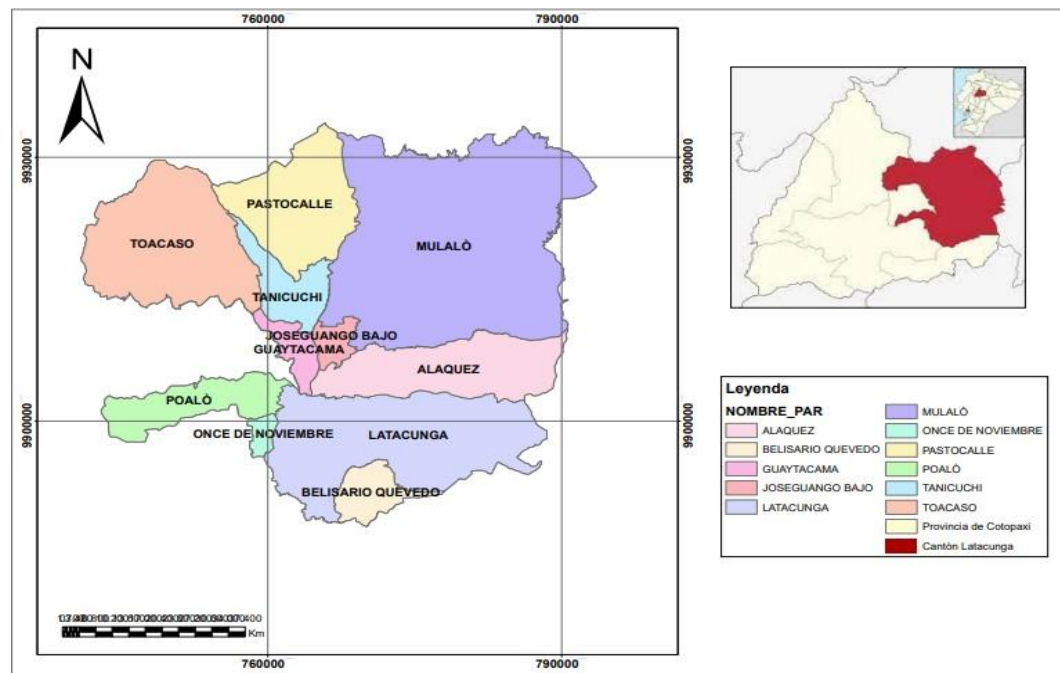 760000
790000
N
9930000
9930000
PASTOCALLE
TOACASO
MULALÒ
TANICUCHI
JOSEGUANGO BAJO
GUAYTACAMA
ALAQUEZ
POALÒ
9900000
9900000
ONCE DE NOVIEMBRE
LATACUNGA
BELISARIO QUEVEDO
Km
760000
790000
Leyenda
NOMBRE_PAR
ALAQUEZ
BELISARIO QUEVEDO
GUAYTACAMA
JOSEGUANGO BAJO
LATACUNGA
MULALÒ
ONCE DE NOVIEMBRE
PASTOCALLE
POALÒ
TANICUCHI
TOACASO
Provincia de Cotopaxi
Cantòn Latacunga